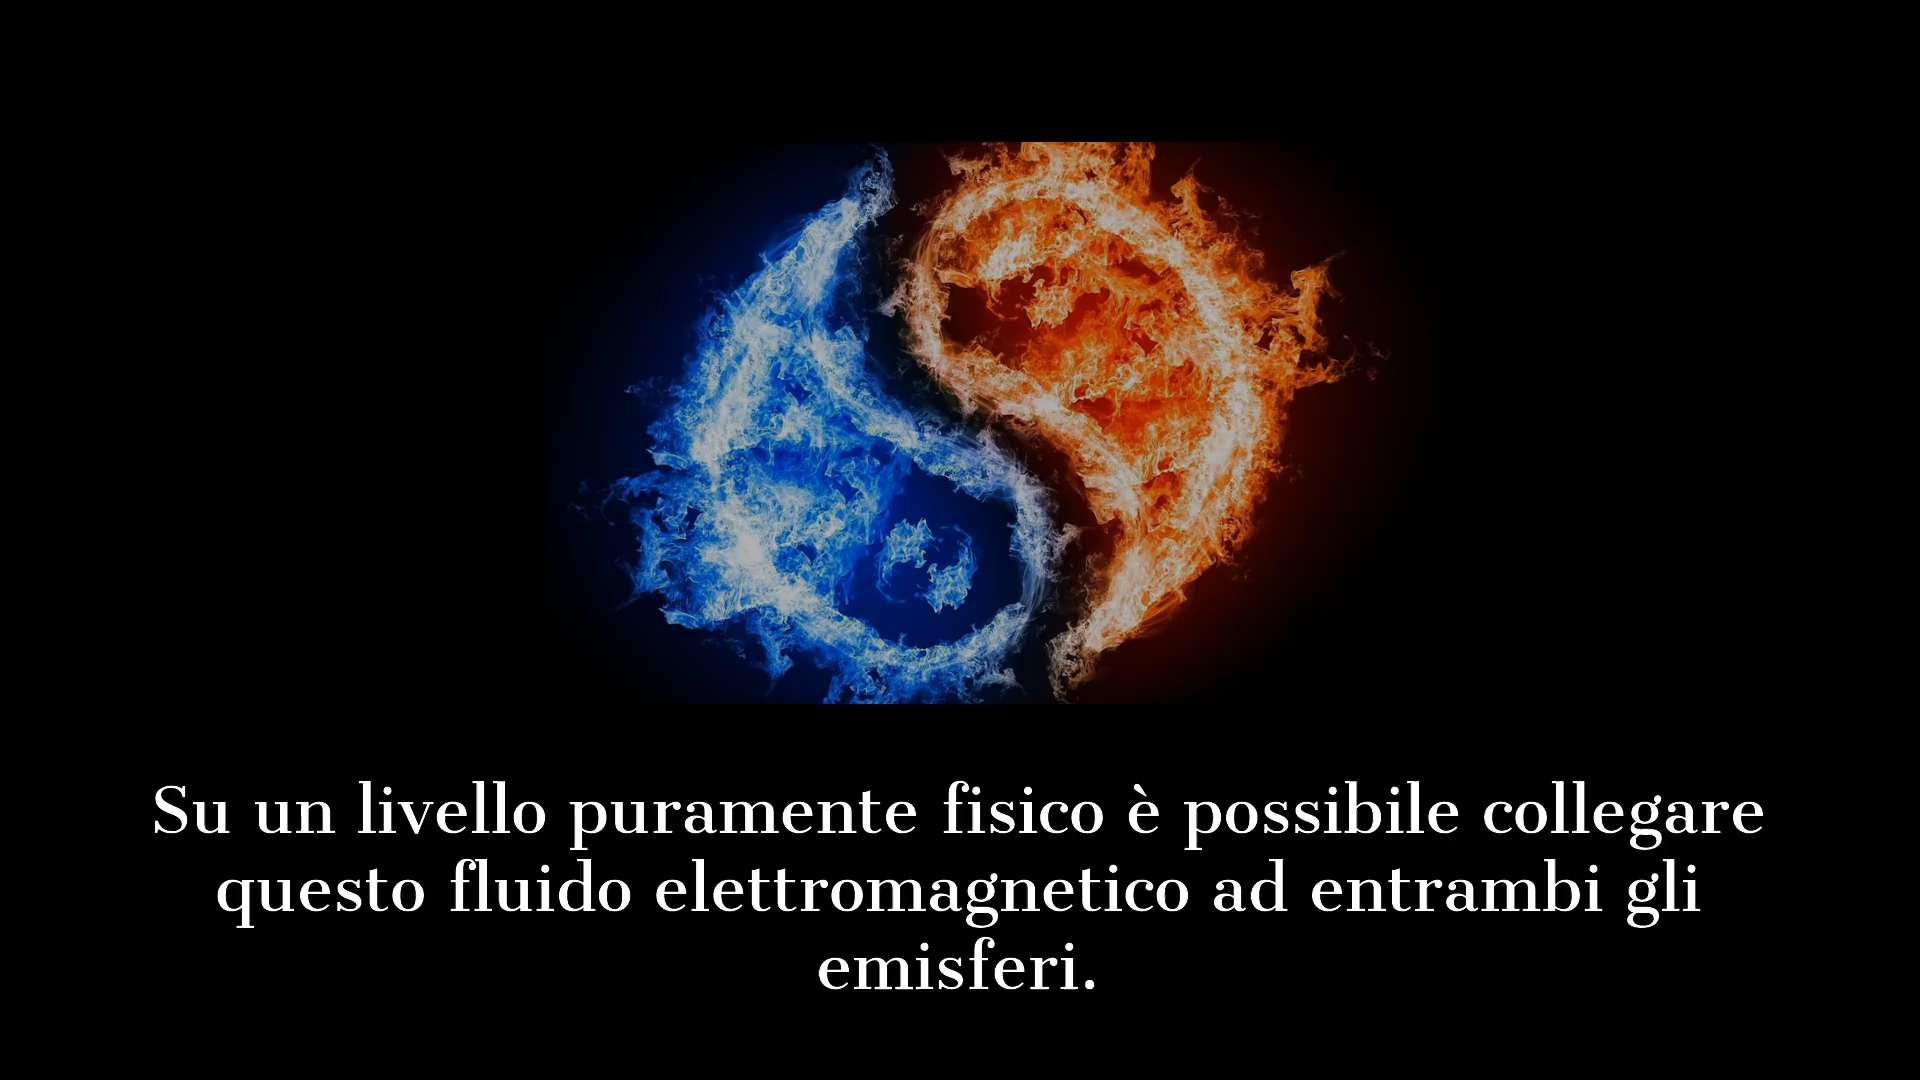 Su un livello puramente fisico è possibile collegare
questo fluido elettromagnetico ad entrambi gli
emisferi.